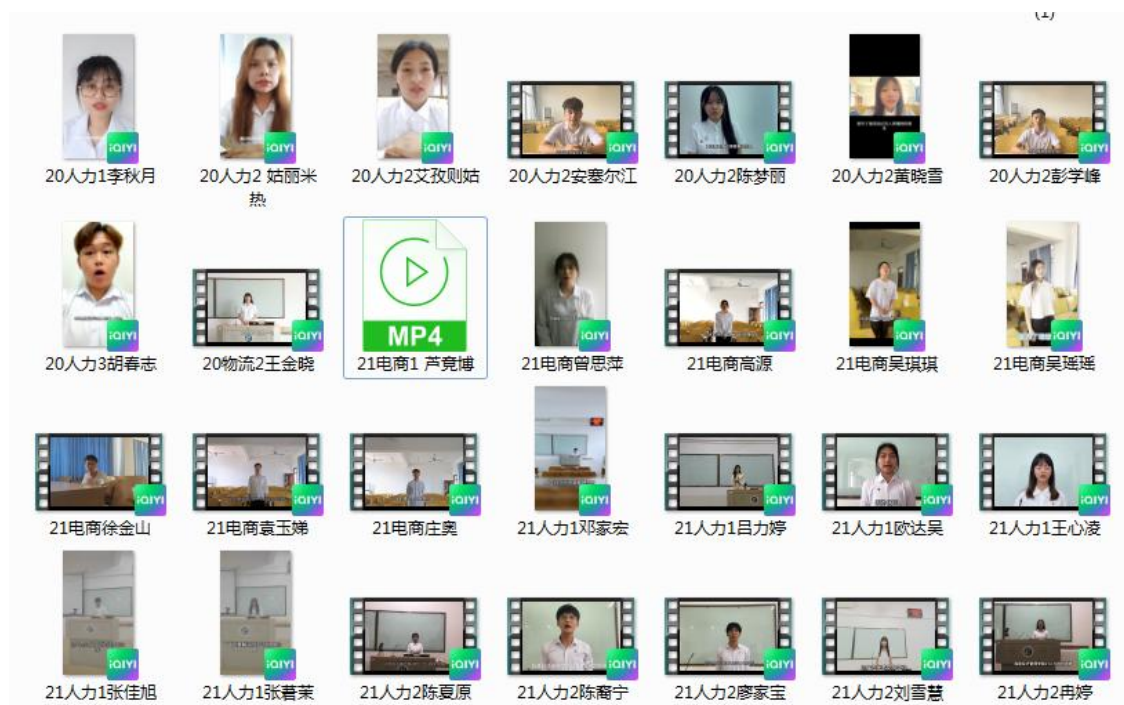 (1)
20人力1李秋月
20人力2 姑丽米热
20人力2艾孜则姑
20人力2安塞尔江
20人力2陈梦丽
20人力2黄晓雪
20人力2彭学峰
20人力3胡春志
20物流2王金晓
MP4
21电商1 芦竞博
21电商曾思萍
21电商高源
21电商吴琪琪
21电商吴瑶瑶
21电商徐金山
21电商袁玉娣
21电商庄奥
21人力1邓家宏
21人力1吕力婷
21人力1欧达吴
21人力1王心凌
21人力1张佳旭
21人力1张著茉
21人力2陈夏原
21人力2陈裔宁
21人力2廖家宝
21人力2刘雪慧
21人力2冉婷
iQIYI